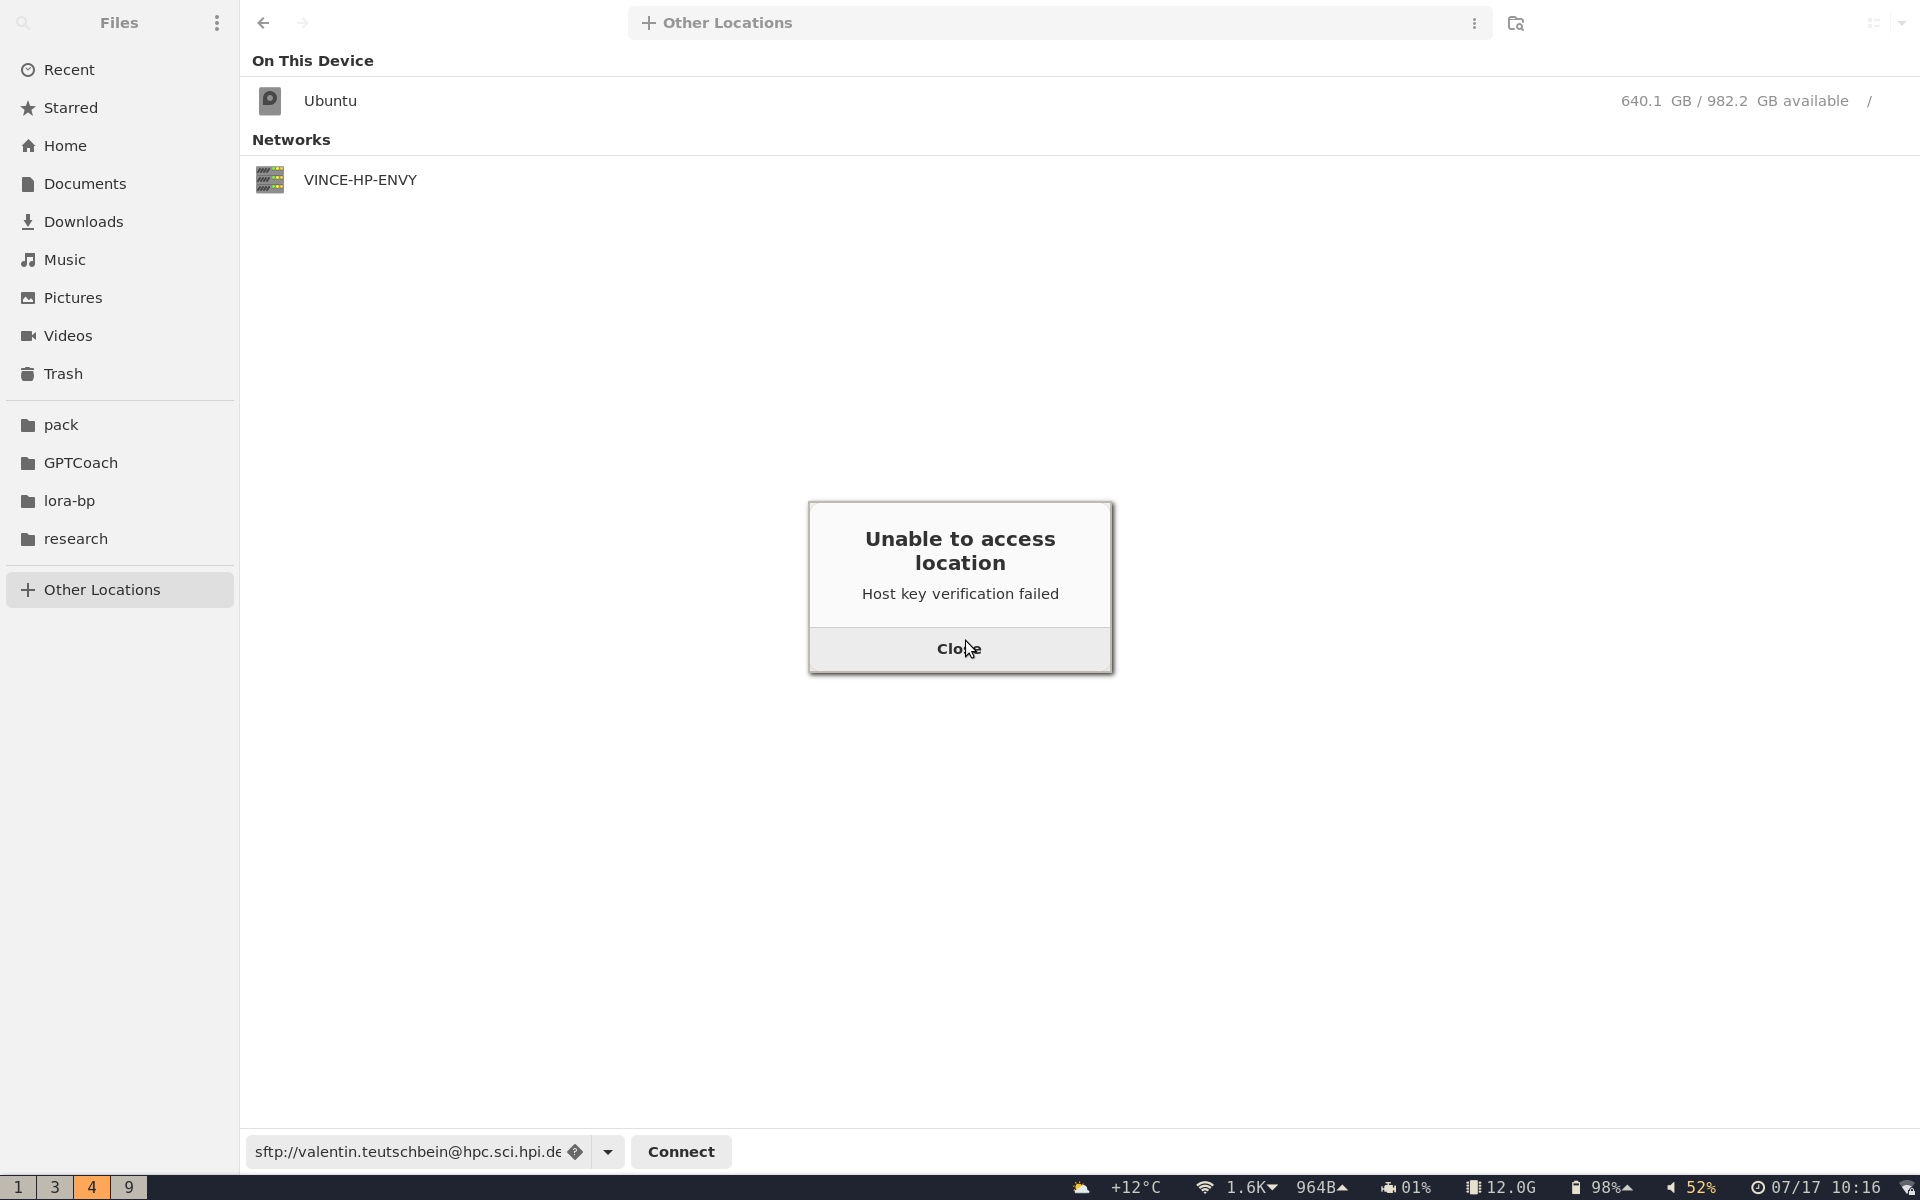 Files
Other Locations
Recent
Starred
Home
Documents
Downloads
Music
Pictures
Videos
Trash
pack
GPTCoach
lora-bp
research
Other Locations
On This Device
Ubuntu 640.1 GB / 982.2 GB available /
Networks
VINCE-HP-ENVY
Unable to access
location
Host key verification failed
Close
sftp://valentin.teutschbein@hpc.sci.hpi.de Connect
1 3 4 9 +12°C 1.6K 964B 01% 12.0G 98% 52% 07/17 10:16